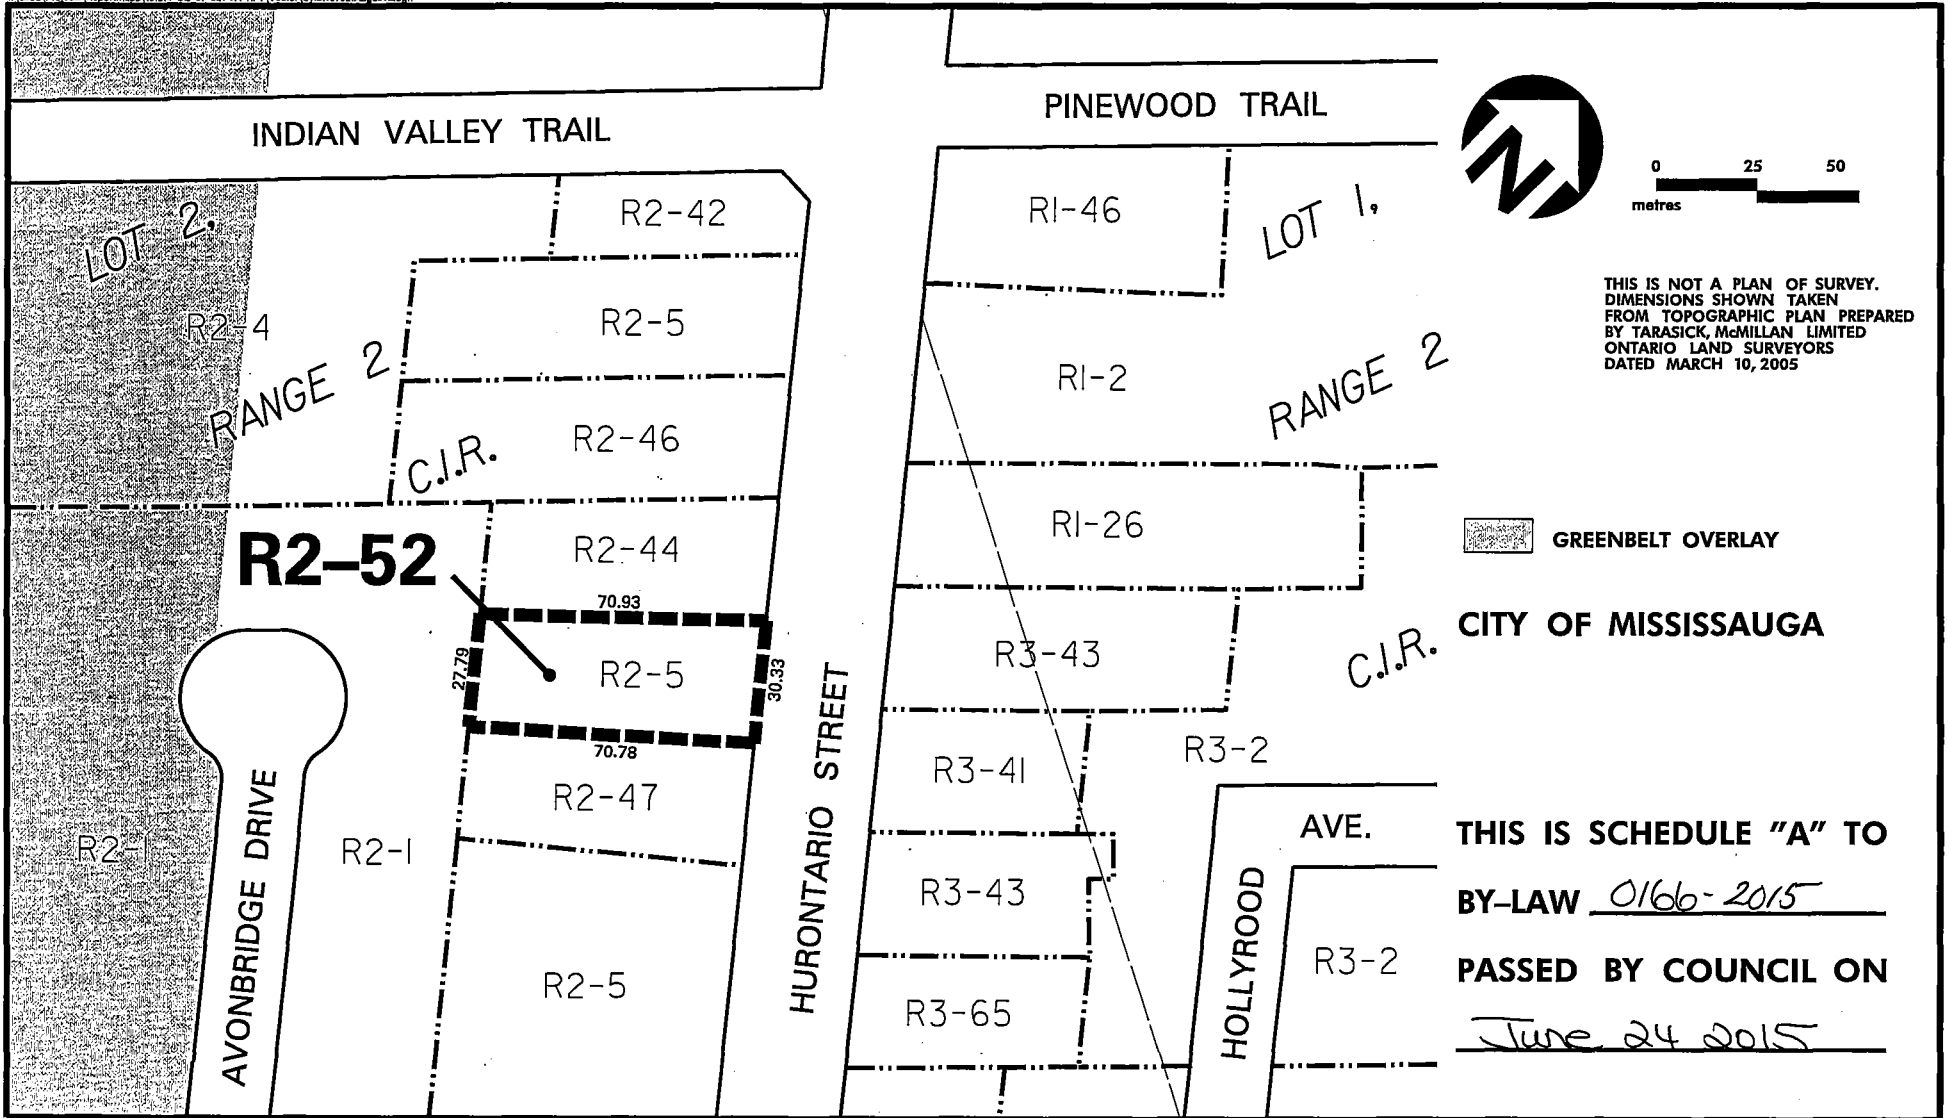 INDIAN VALLEY TRAIL
PINEWOOD TRAIL
N
0 25 50
metres
LOT 2,
R2-42
R1-46
LOT 1,
THIS IS NOT A PLAN OF SURVEY.
DIMENSIONS SHOWN TAKEN
FROM TOPOGRAPHIC PLAN PREPARED
BY TARASICK, McMILLAN LIMITED
ONTARIO LAND SURVEYORS
DATED MARCH 10, 2005
R2-4
R2-5
R1-2
RANGE 2
RANGE 2
R2-46
C.I.R.
R1-26
R2-52
R2-44
GREENBELT OVERLAY
70.93
CITY OF MISSISSAUGA
27.79
R2-5
30.33
R3-43
C.I.R.
70.78
R3-2
R3-41
R2-47
HURONTARIO STREET
AVONBRIDGE DRIVE
R2-1
R2-1
AVE.
HOLLYROOD
THIS IS SCHEDULE "A" TO
R3-43
BY-LAW 0166-2015
R2-5
R3-2
PASSED BY COUNCIL ON
R3-65
June 24 2015